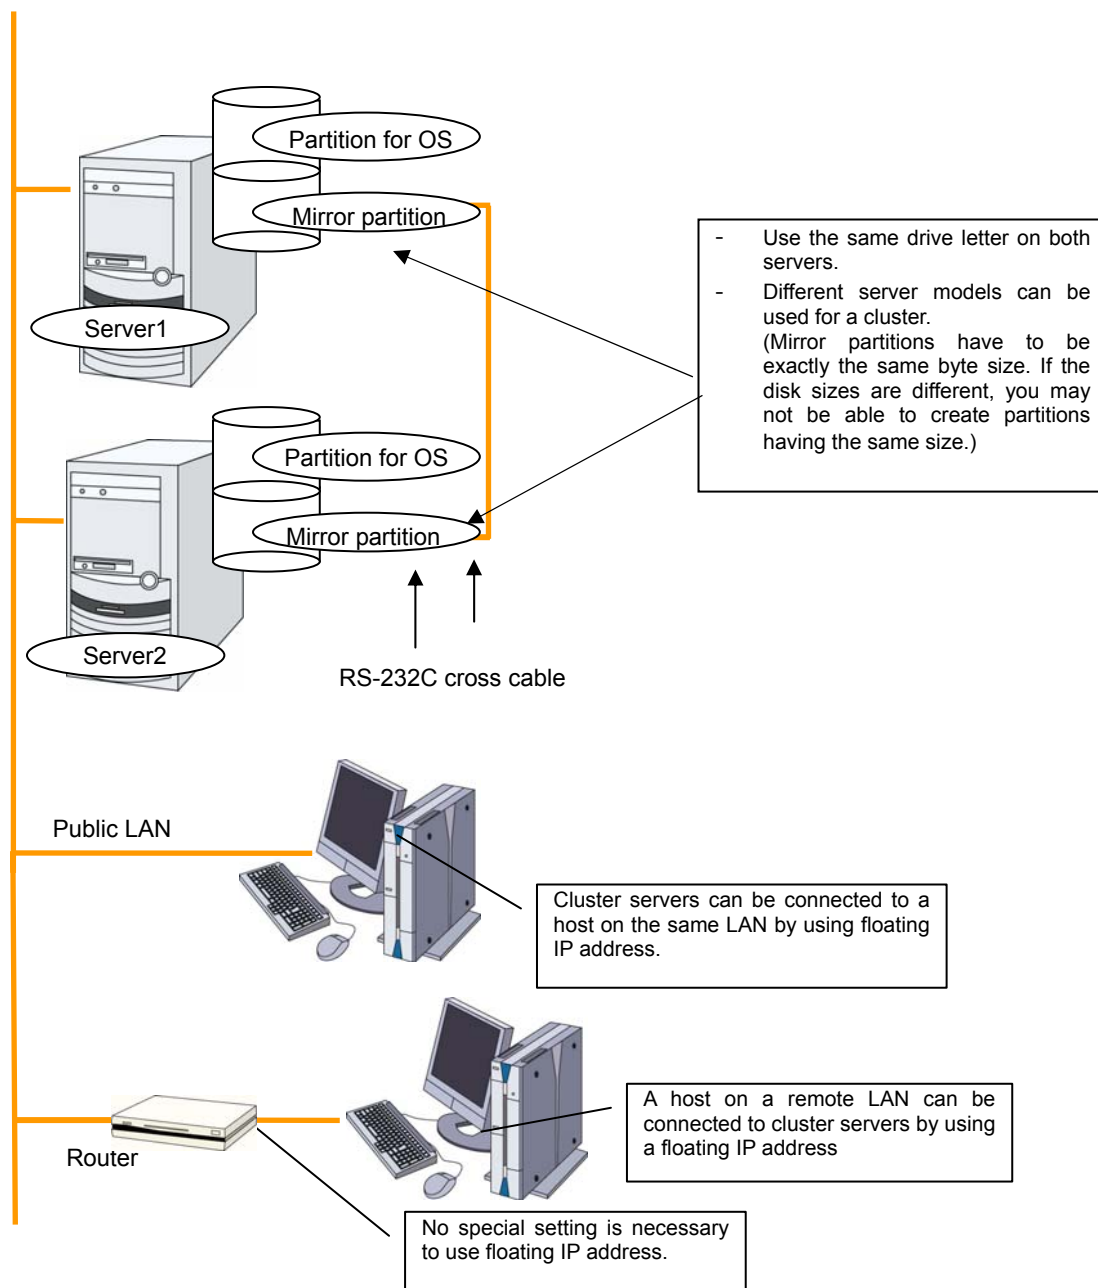 Partition for OS
Mirror partition
Server1
- Use the same drive letter on both
servers.
- Different server models can be
used for a cluster.
(Mirror partitions have to be
exactly the same byte size. If the
disk sizes are different, you may
not be able to create partitions
having the same size.)
Partition for OS
Mirror partition
Server2
RS-232C cross cable
Public LAN
Cluster servers can be connected to a
host on the same LAN by using floating
IP address.
A host on a remote LAN can be
connected to cluster servers by using
a floating IP address
Router
No special setting is necessary
to use floating IP address.